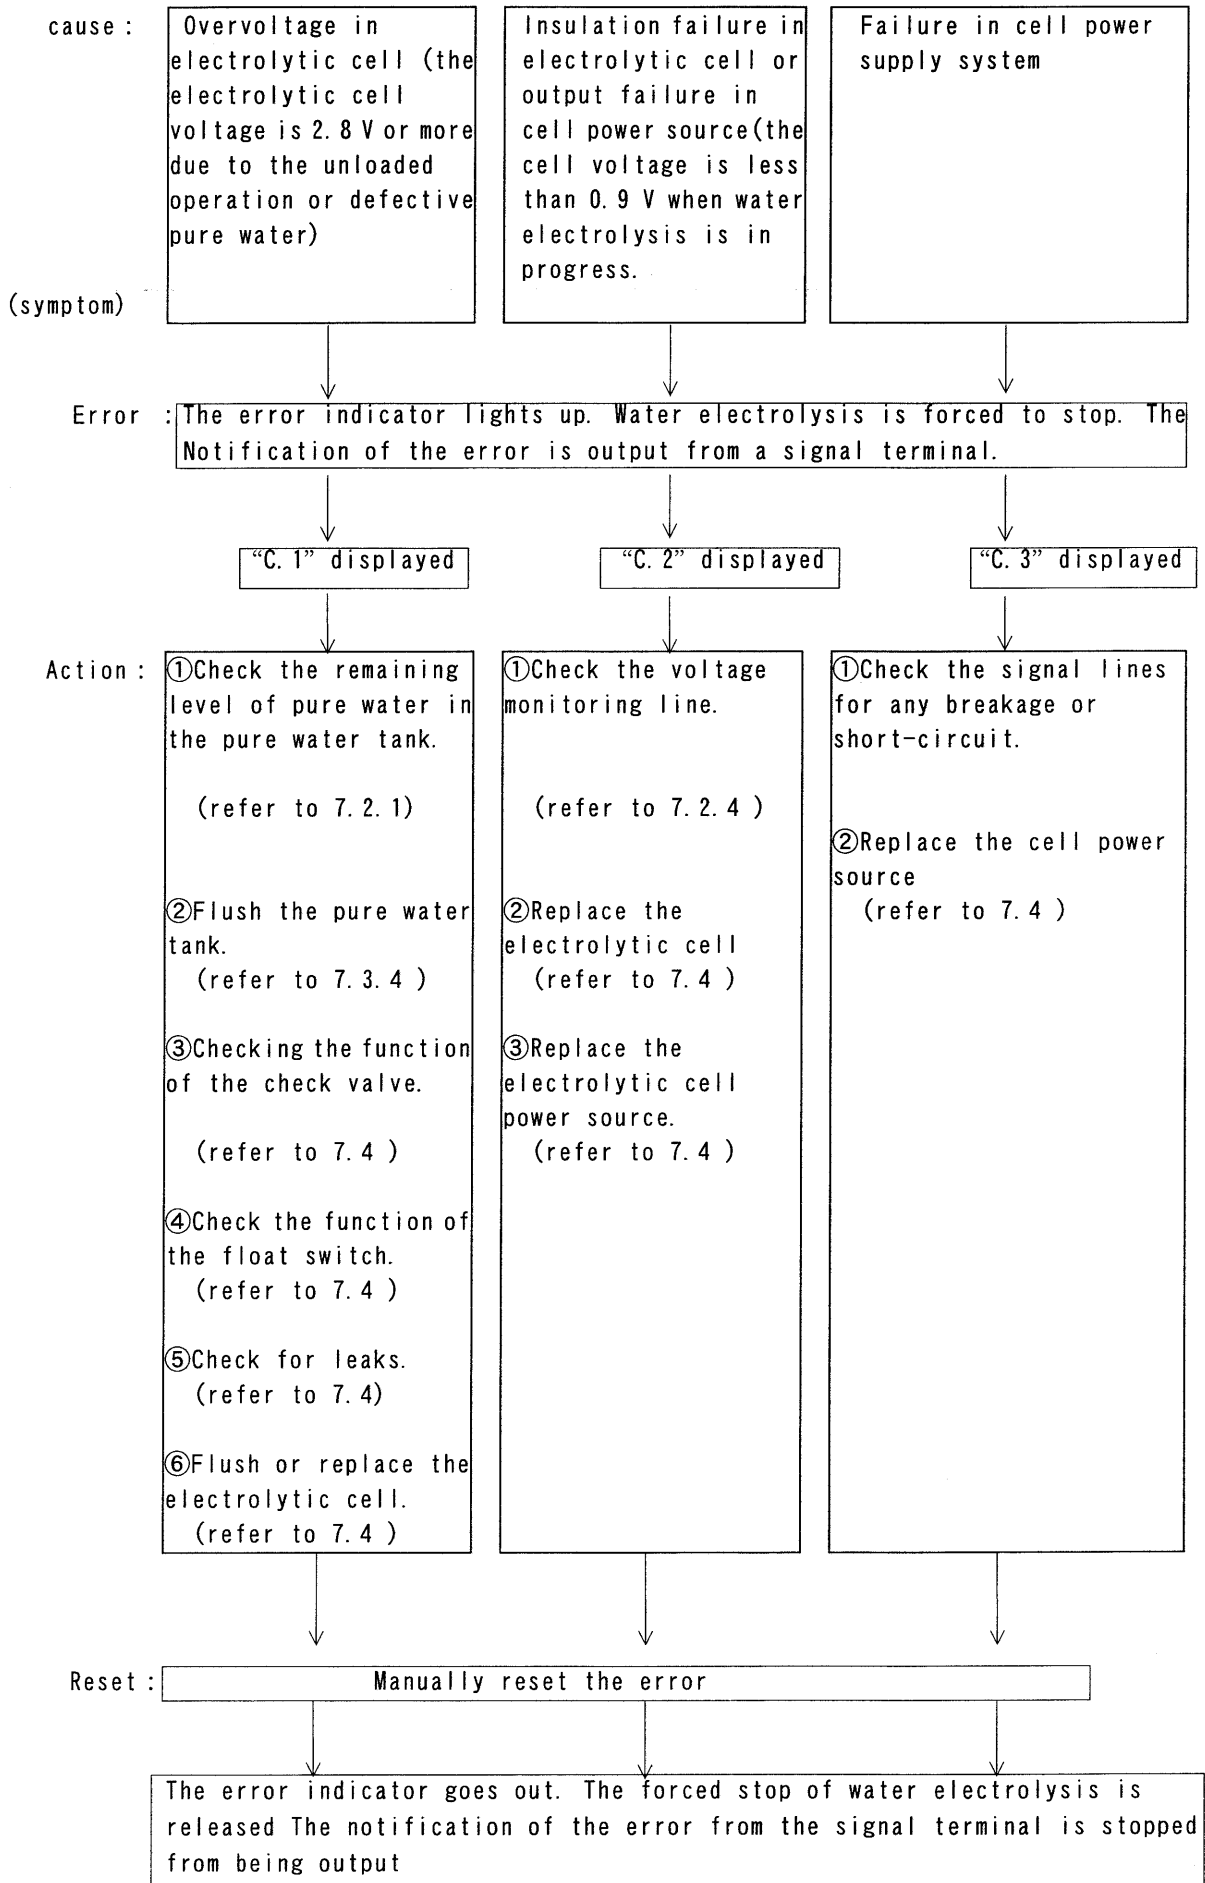 cause :
Overvoltage in
electrolytic cell (the
electrolytic cell
voltage is 2.8 V or more
due to the unloaded
operation or defective
pure water)
Insulation failure in
electrolytic cell or
output failure in
cell power source(the
cell voltage is less
than 0.9 V when water
electrolysis is in
progress.
Failure in cell power
supply system
(symptom)
Error :
The error indicator lights up. Water electrolysis is forced to stop. The
Notification of the error is output from a signal terminal.
“C.1” displayed
“C.2” displayed
“C.3” displayed
Action :
①Check the remaining
level of pure water in
the pure water tank.
(refer to 7.2.1)
②Flush the pure water
tank.
(refer to 7.3.4 )
③Checking the function
of the check valve.
(refer to 7.4 )
④Check the function of
the float switch.
(refer to 7.4 )
⑤Check for leaks.
(refer to 7.4)
⑥Flush or replace the
electrolytic cell.
(refer to 7.4 )
①Check the voltage
monitoring line.
(refer to 7.2.4 )
②Replace the
electrolytic cell
(refer to 7.4 )
③Replace the
electrolytic cell
power source.
(refer to 7.4 )
①Check the signal lines
for any breakage or
short-circuit.
②Replace the cell power
source
(refer to 7.4 )
Reset :
Manually reset the error
The error indicator goes out. The forced stop of water electrolysis is
released The notification of the error from the signal terminal is stopped
from being output